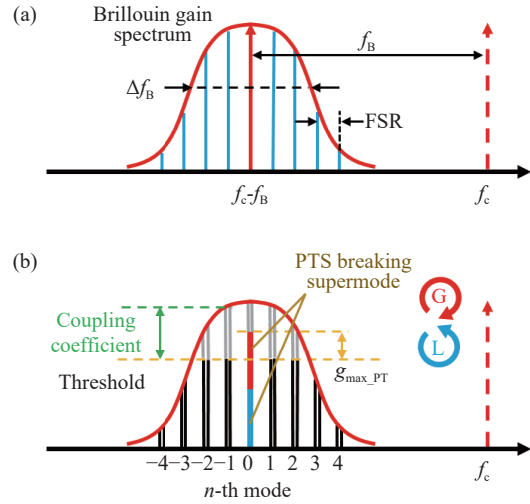 (a)
Brillouin gain
spectrum
f_B
Δf_B
FSR
f_c-f_B
f_c
(b)
PTS breaking
supermode
G
L
Coupling
coefficient
Threshold
g_max_PT
−4−3−2−1 0 1 2 3 4
f_c
n-th mode